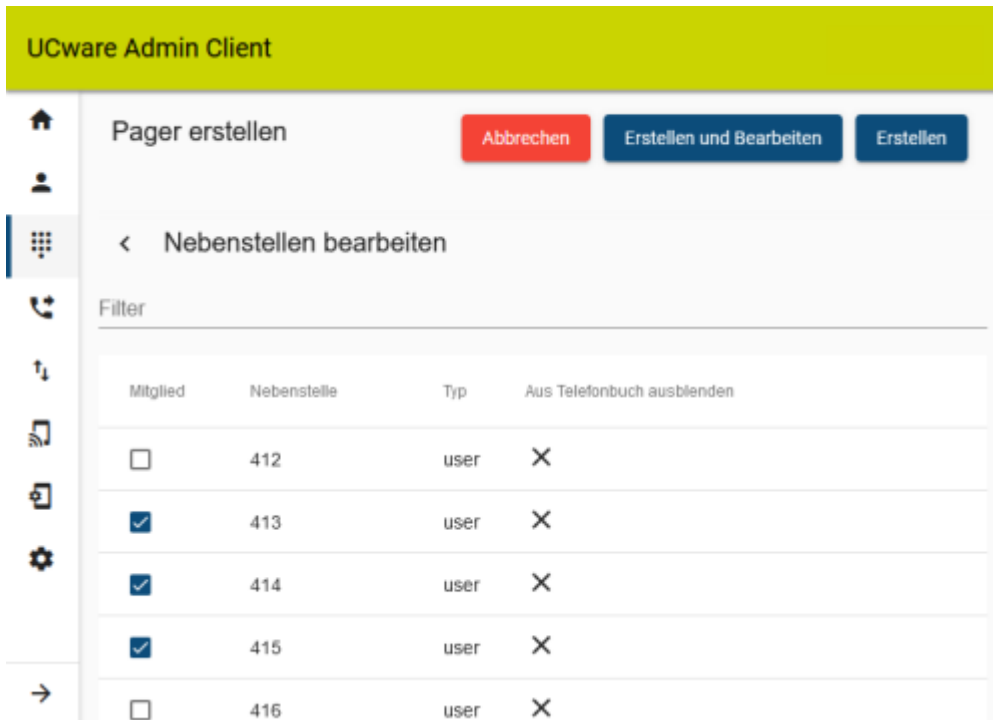 UCware Admin Client
Pager erstellen Abbrechen Erstellen und Bearbeiten Erstellen
Nebenstellen bearbeiten
Filter
Mitglied Nebenstelle Typ Aus Telefonbuch ausblenden
412 user
413 user
414 user
415 user
416 user